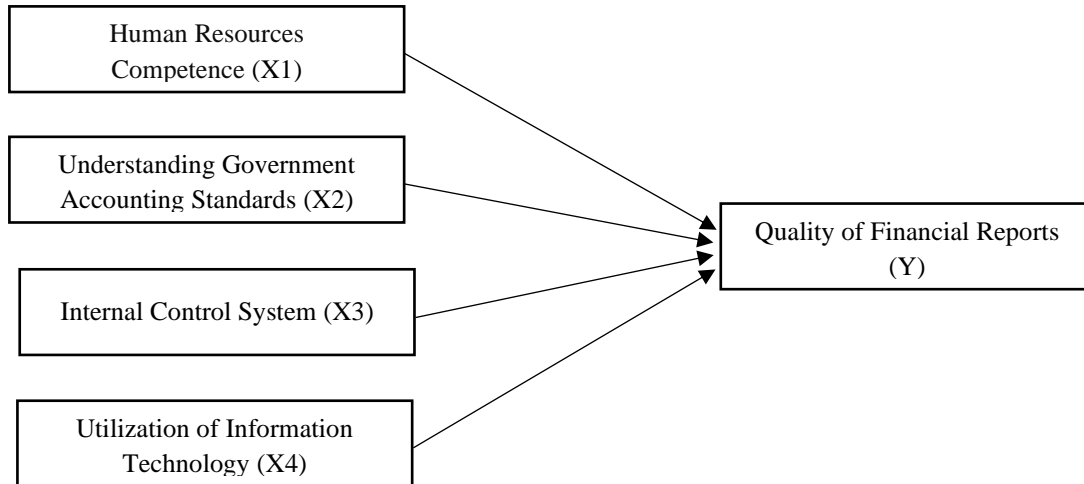 Human Resources
Competence (X1)
Understanding Government
Accounting Standards (X2)
Internal Control System (X3)
Utilization of Information
Technology (X4)
Quality of Financial Reports
(Y)